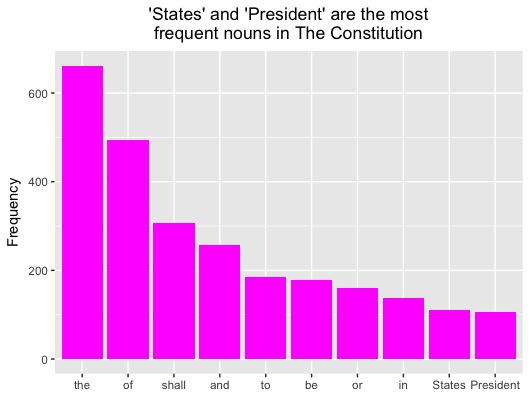 'States' and 'President' are the most
frequent nouns in The Constitution
Frequency
600
400
200
0
the of shall and to be or in States President